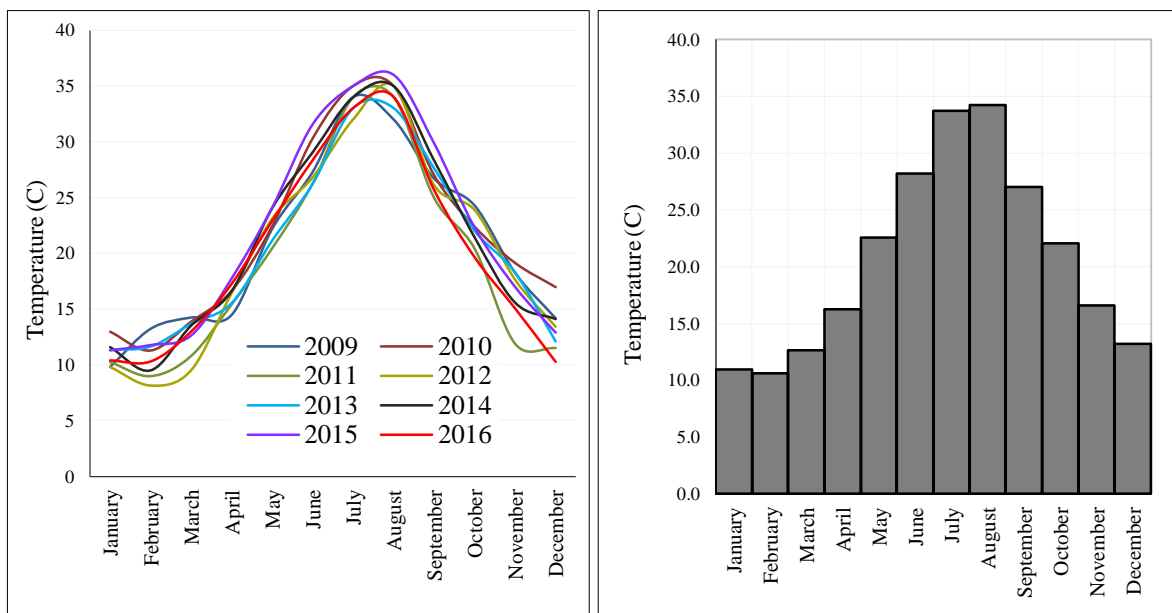 40
35
30
25
20
15
10
5
0
Temperature (C)
2009 2010
2011 2012
2013 2014
2015 2016
January
February
March
April
May
June
July
August
September
October
November
December
40.0
35.0
30.0
25.0
20.0
15.0
10.0
5.0
0.0
Temperature (C)
January
February
March
April
May
June
July
August
September
October
November
December